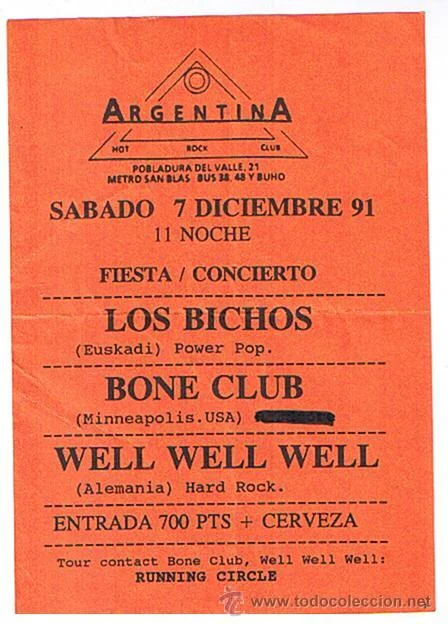 ARGENTINA
HOT ROCK CLUB
POBLADURA DEL VALLE, 21
METRO SAN BLAS - BUS 38, 48 Y BUHO
SABADO 7 DICIEMBRE 91
11 NOCHE
FIESTA / CONCIERTO
LOS BICHOS
(Euskadi) Power Pop.
BONE CLUB
(Minneapolis.USA)
WELL WELL WELL
(Alemania) Hard Rock.
ENTRADA 700 PTS + CERVEZA
Tour contact Bone Club, Well Well Well:
RUNNING CIRCLE
www.todocoleccion.net